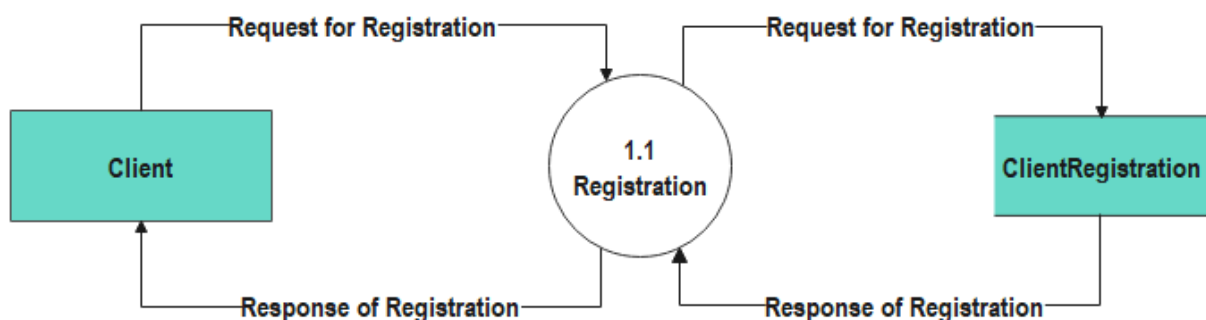 Request for Registration
Request for Registration
Client
1.1
Registration
ClientRegistration
Response of Registration
Response of Registration